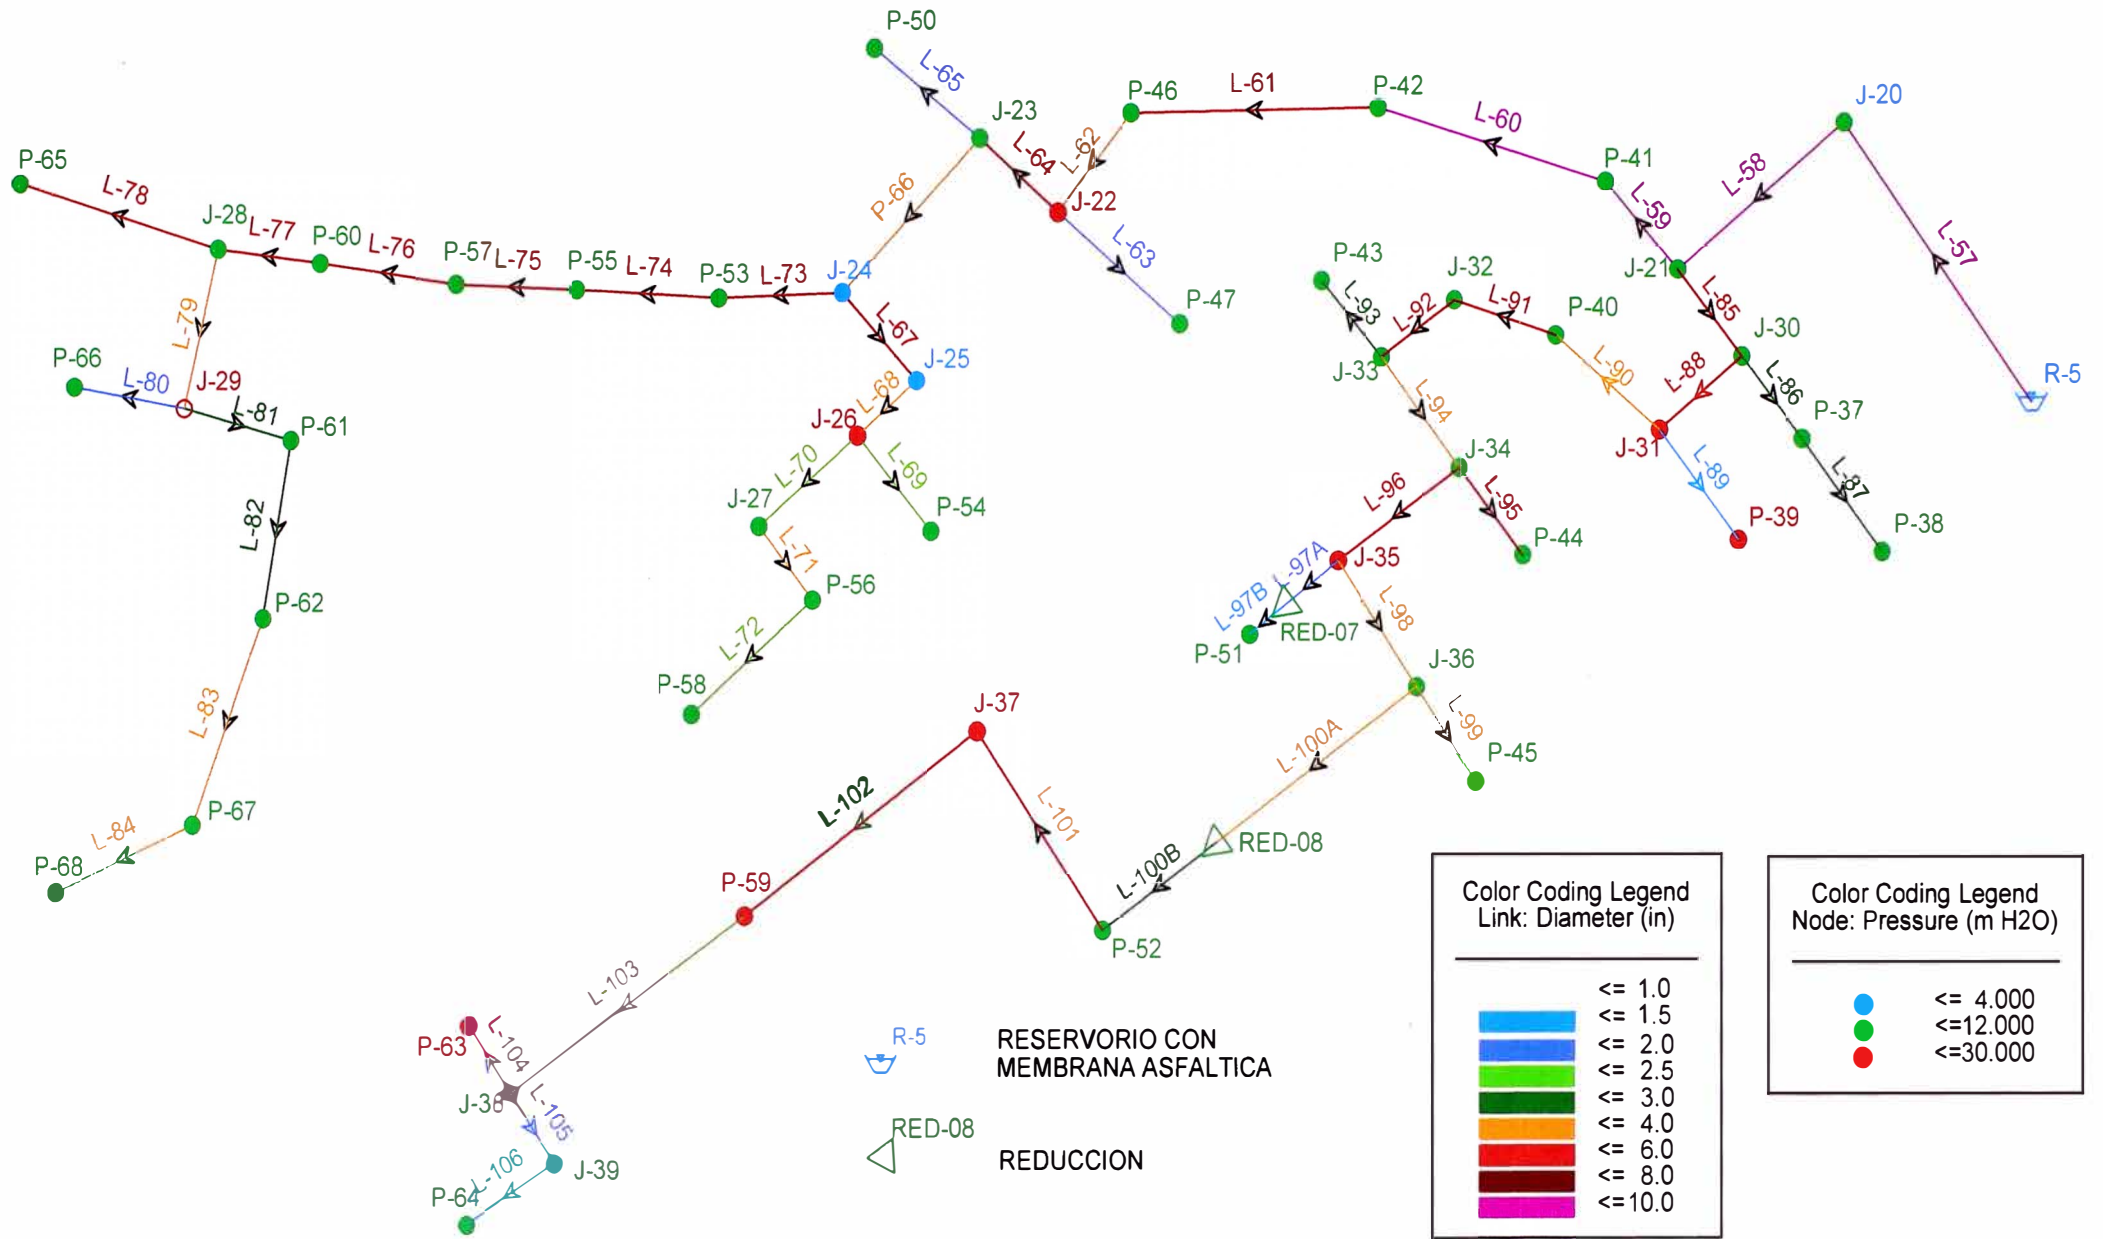 P-50
L-65
J-23
P-46
L-61
P-42
L-60
J-20
P-65
L-78
J-28
L-77
P-60
L-76
P-57
L-75
P-55
L-74
P-53
L-73
J-24
P-66
L-64
L-62
J-22
L-63
P-47
P-41
L-59
L-58
L-57
J-21
R-5
P-43
L-93
J-32
L-92
L-91
P-40
L-85
J-30
L-79
P-66
L-80
J-29
L-81
P-61
L-67
J-25
L-68
J-26
J-33
L-90
L-88
L-86
P-37
L-94
J-31
L-89
L-87
L-82
L-70
L-69
J-27
P-54
J-34
L-96
L-95
P-39
P-38
L-71
P-56
J-35
P-44
L-97A
L-97B
RED-07
P-51
L-98
P-62
L-72
P-58
J-36
L-99
P-45
L-83
J-37
L-100A
L-102
L-101
RED-08
P-67
L-84
P-68
L-100B
P-59
P-52
L-103
P-63
L-104
J-38
L-105
J-39
L-106
P-64
R-5
RESERVORIO CON
MEMBRANA ASFALTICA
RED-08
REDUCCION
Color Coding Legend
Link: Diameter (in)
<= 1.0
<= 1.5
<= 2.0
<= 2.5
<= 3.0
<= 4.0
<= 6.0
<= 8.0
<=10.0
Color Coding Legend
Node: Pressure (m H2O)
<= 4.000
<=12.000
<=30.000